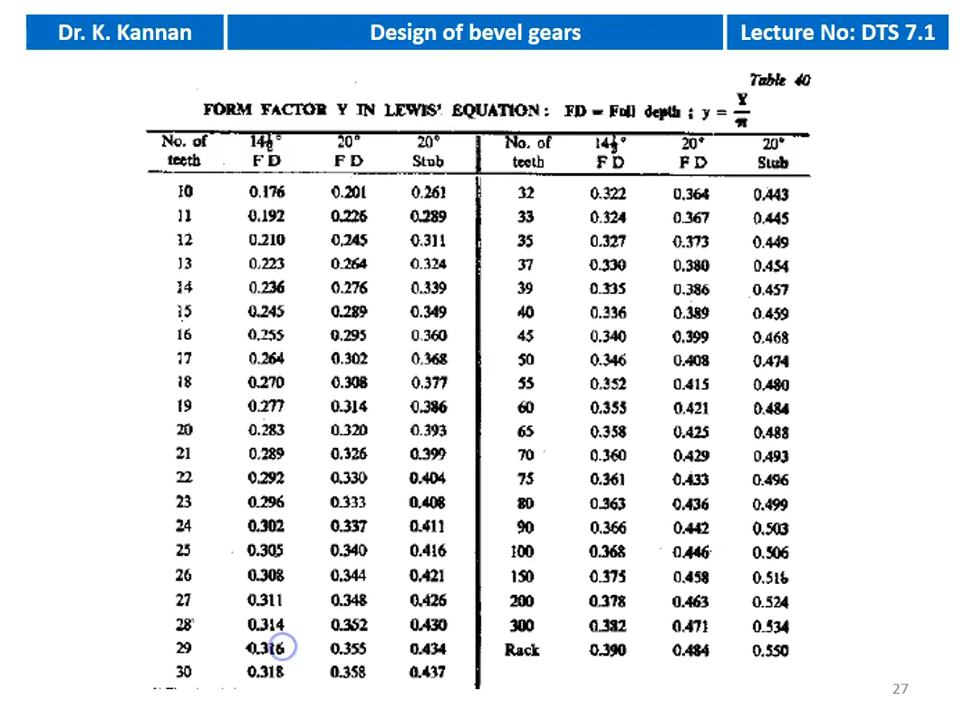 Dr. K. Kannan
Design of bevel gears
Lecture No: DTS 7.1
Table 40
FORM FACTOR Y IN LEWIS' EQUATION: FD = Full depth ; y = Y/π
No. of teeth 14½° F D 20° F D 20° Stub No. of teeth 14½° F D 20° F D 20° Stub
10 0.176 0.201 0.261 32 0.322 0.364 0.443
11 0.192 0.226 0.289 33 0.324 0.367 0.445
12 0.210 0.245 0.311 35 0.327 0.373 0.449
13 0.223 0.264 0.324 37 0.330 0.380 0.454
14 0.236 0.276 0.339 39 0.335 0.386 0.457
15 0.245 0.289 0.349 40 0.336 0.389 0.459
16 0.255 0.295 0.360 45 0.340 0.399 0.468
17 0.264 0.302 0.368 50 0.346 0.408 0.474
18 0.270 0.308 0.377 55 0.352 0.415 0.480
19 0.277 0.314 0.386 60 0.355 0.421 0.484
20 0.283 0.320 0.393 65 0.358 0.425 0.488
21 0.289 0.326 0.399 70 0.360 0.429 0.493
22 0.292 0.330 0.404 75 0.361 0.433 0.496
23 0.296 0.333 0.408 80 0.363 0.436 0.499
24 0.302 0.337 0.411 90 0.366 0.442 0.503
25 0.305 0.340 0.416 100 0.368 0.446 0.506
26 0.308 0.344 0.421 150 0.375 0.458 0.518
27 0.311 0.348 0.426 200 0.378 0.463 0.524
28 0.314 0.352 0.430 300 0.382 0.471 0.534
29 0.316 0.355 0.434 Rack 0.390 0.484 0.550
30 0.318 0.358 0.437
27